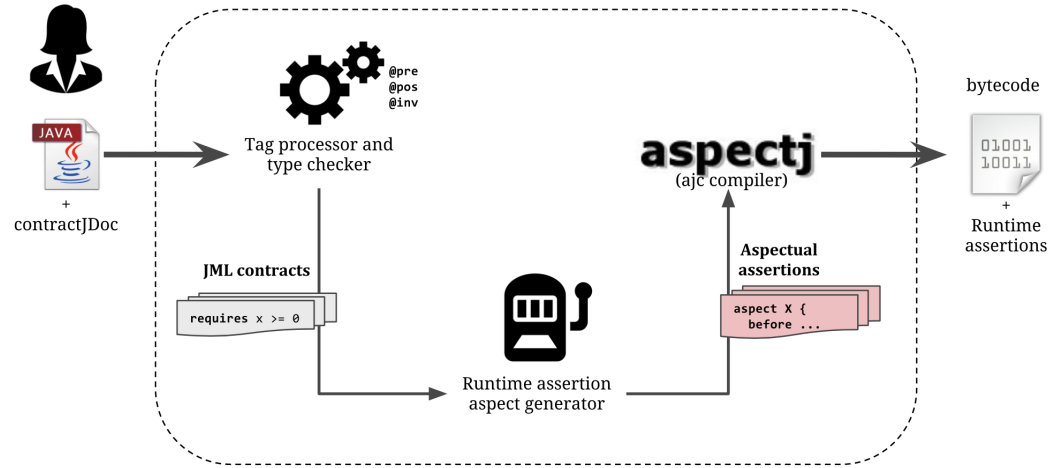 @pre
@pos
@inv
Tag processor and
type checker
JAVA
+
contractJDoc
JML contracts
requires x >= 0
Runtime assertion
aspect generator
Aspectual
assertions
aspect X {
before ...
aspectj
(ajc compiler)
bytecode
01001
10011
+
Runtime
assertions